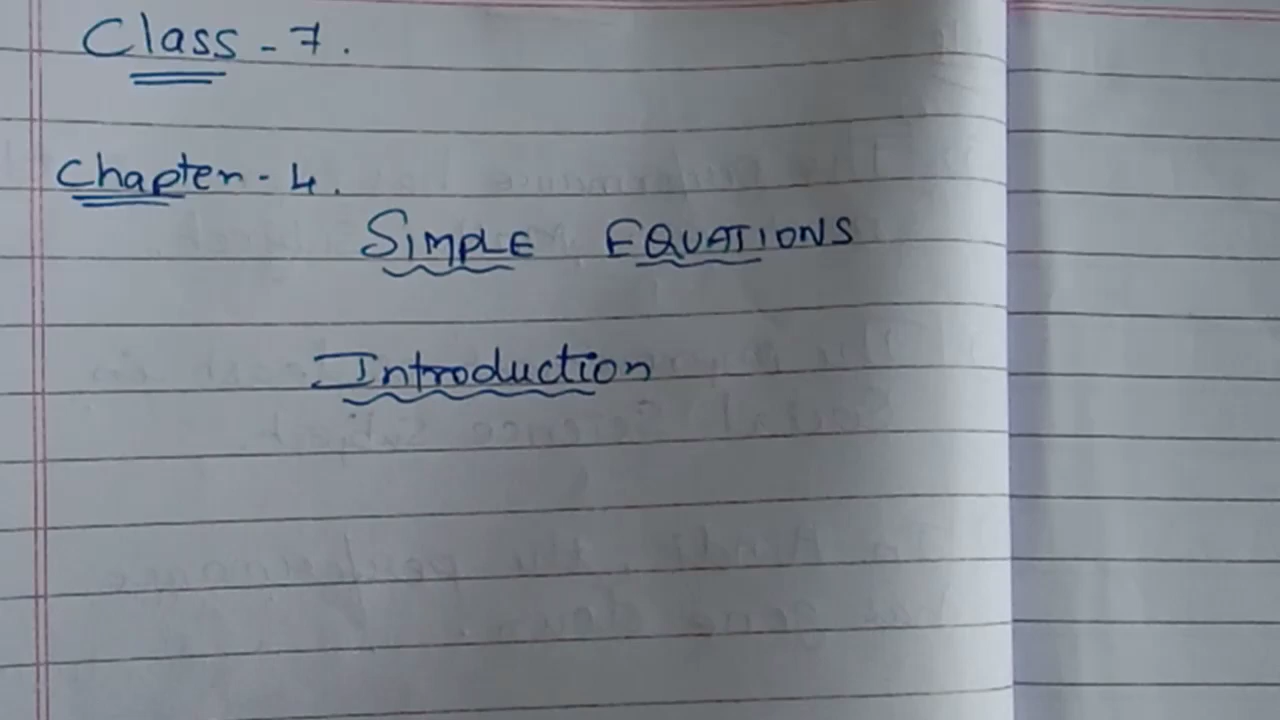 Class - 7.
Chapter - 4.
SIMPLE EQUATIONS
Introduction